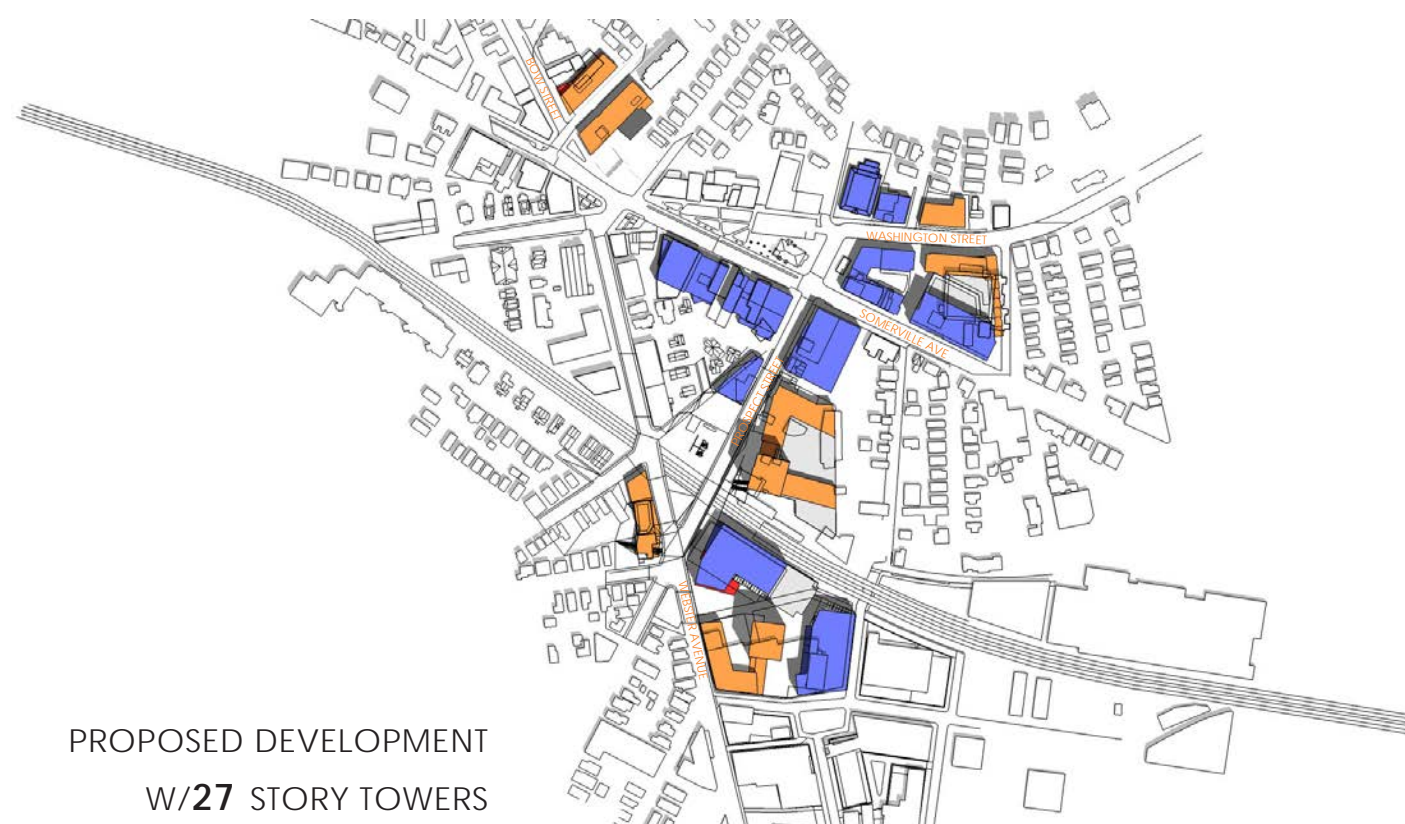 BOW STREET
WASHINGTON STREET
SOMERVILLE AVE
PROSPECT STREET
WEBSTER AVENUE
PROPOSED DEVELOPMENT
W/27 STORY TOWERS